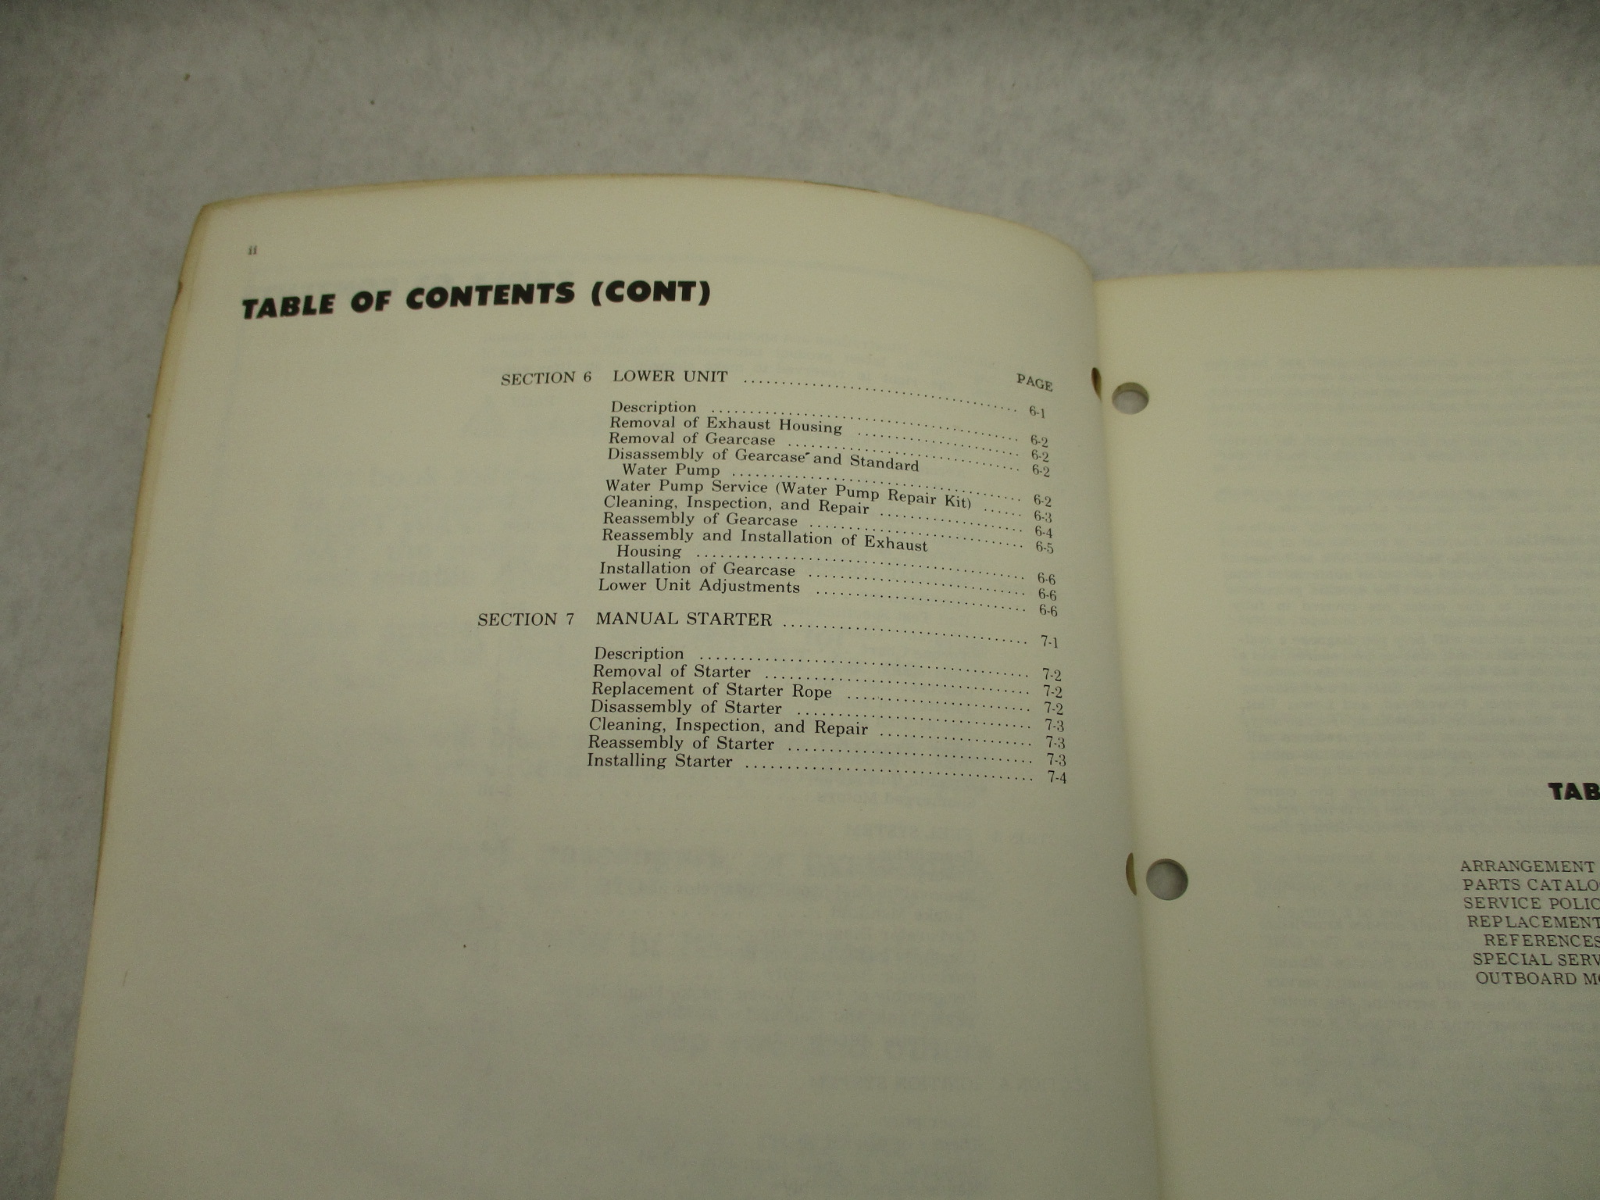 ii
TABLE OF CONTENTS (CONT)
PAGE
SECTION 6 LOWER UNIT .......... 6-1
Description .......... 6-2
Removal of Exhaust Housing .......... 6-2
Removal of Gearcase .......... 6-2
Disassembly of Gearcase and Standard
Water Pump .......... 6-2
Water Pump Service (Water Pump Repair Kit) ...... 6-3
Cleaning, Inspection, and Repair .......... 6-4
Reassembly of Gearcase .......... 6-5
Reassembly and Installation of Exhaust
Housing .......... 6-6
Installation of Gearcase .......... 6-6
Lower Unit Adjustments .......... 6-6
SECTION 7 MANUAL STARTER .......... 7-1
Description .......... 7-2
Removal of Starter .......... 7-2
Replacement of Starter Rope .......... 7-2
Disassembly of Starter .......... 7-3
Cleaning, Inspection, and Repair .......... 7-3
Reassembly of Starter .......... 7-3
Installing Starter .......... 7-4
TAB
ARRANGEMENT
PARTS CATALO
SERVICE POLIC
REPLACEMENT
REFERENCES
SPECIAL SERV
OUTBOARD MO